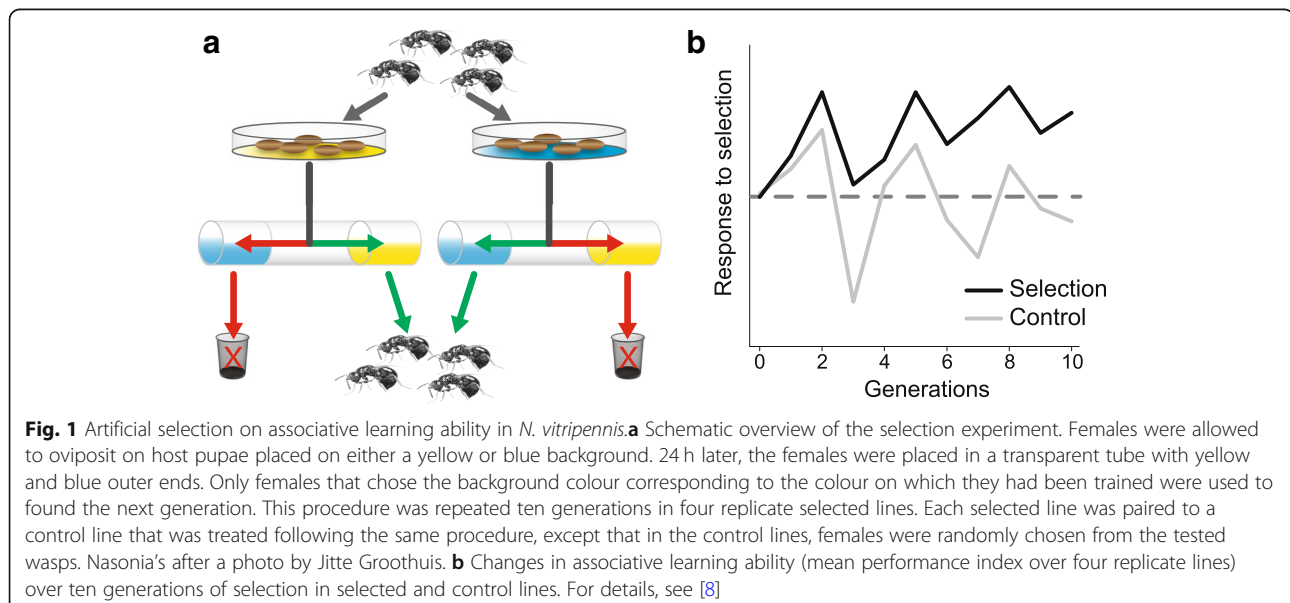 a
b
X
X
Response to selection
Selection
Control
0
2
4
6
8
10
Generations
Fig. 1 Artificial selection on associative learning ability in N. vitripennis.a Schematic overview of the selection experiment. Females were allowed
to oviposit on host pupae placed on either a yellow or blue background. 24 h later, the females were placed in a transparent tube with yellow
and blue outer ends. Only females that chose the background colour corresponding to the colour on which they had been trained were used to
found the next generation. This procedure was repeated ten generations in four replicate selected lines. Each selected line was paired to a
control line that was treated following the same procedure, except that in the control lines, females were randomly chosen from the tested
wasps. Nasonia's after a photo by Jitte Groothuis. b Changes in associative learning ability (mean performance index over four replicate lines)
over ten generations of selection in selected and control lines. For details, see [8]